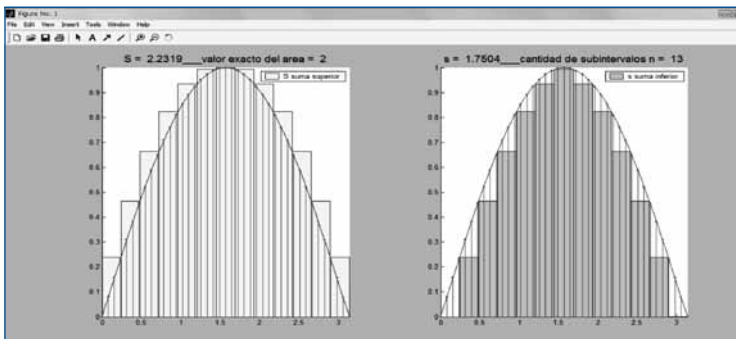 Figure No. 1
File Edit View Insert Tools Window Help
S = 2.2319___valor exacto del area = 2
S suma superior
1
0.9
0.8
0.7
0.6
0.5
0.4
0.3
0.2
0.1
0
0 0.5 1 1.5 2 2.5 3
s = 1.7504___cantidad de subintervalos n = 13
s suma inferior
1
0.9
0.8
0.7
0.6
0.5
0.4
0.3
0.2
0.1
0
0 0.5 1 1.5 2 2.5 3